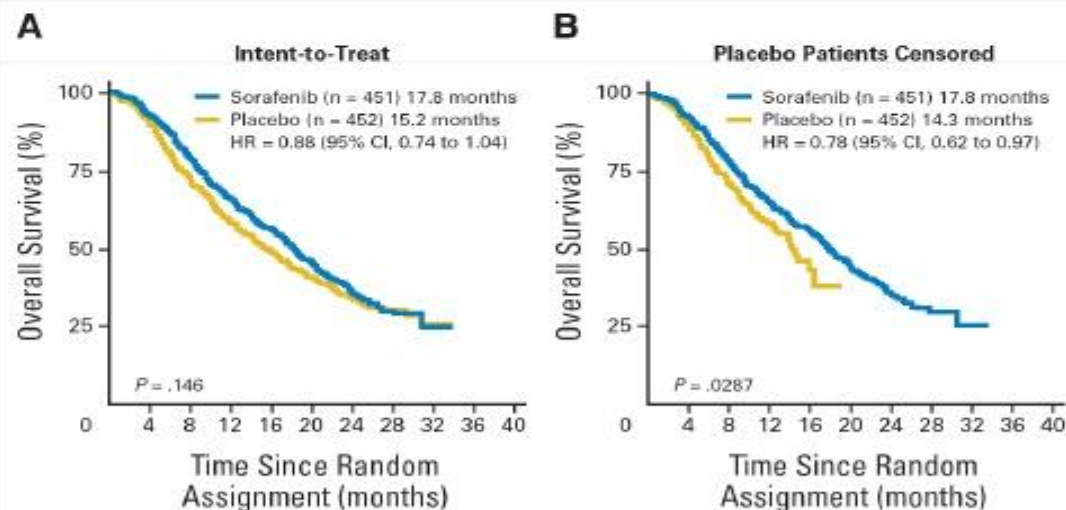 A
Intent-to-Treat
Overall Survival (%)
100
75
50
25
0
Sorafenib (n = 451) 17.8 months
Placebo (n = 452) 15.2 months
HR = 0.88 (95% CI, 0.74 to 1.04)
P = .146
4 8 12 16 20 24 28 32 36 40
Time Since Random
Assignment (months)
B
Placebo Patients Censored
Overall Survival (%)
100
75
50
25
0
Sorafenib (n = 451) 17.8 months
Placebo (n = 452) 14.3 months
HR = 0.78 (95% CI, 0.62 to 0.97)
P = .0287
4 8 12 16 20 24 28 32 36 40
Time Since Random
Assignment (months)